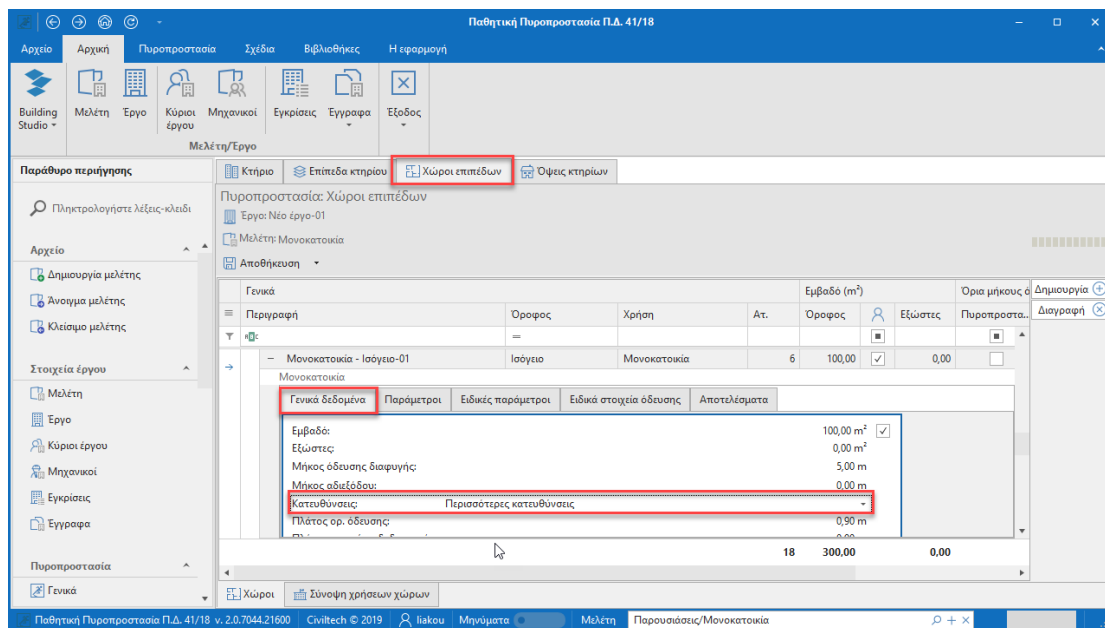 Παθητική Πυροπροστασία Π.Δ. 41/18
Αρχείο Αρχική Πυροπροστασία Σχέδια Βιβλιοθήκες Η εφαρμογή
Building Studio Μελέτη Έργο Κύριοι έργου Μηχανικοί Εγκρίσεις Έγγραφα Έξοδος
Μελέτη/Έργο
Παράθυρο περιήγησης
Πληκτρολογήστε λέξεις-κλειδι
Αρχείο
Δημιουργία μελέτης
Άνοιγμα μελέτης
Κλείσιμο μελέτης
Στοιχεία έργου
Μελέτη
Έργο
Κύριοι έργου
Μηχανικοί
Εγκρίσεις
Έγγραφα
Πυροπροστασία
Γενικά
Κτήριο Επίπεδα κτηρίου Χώροι επιπέδων Όψεις κτηρίων
Πυροπροστασία: Χώροι επιπέδων
Έργο: Νέο έργο-01
Μελέτη: Μονοκατοικία
Αποθήκευση
Γενικά Εμβαδό (m²) Όρια μήκους ό
Δημιουργία
Περιγραφή Όροφος Χρήση Ατ. Όροφος Εξώστες Πυροπροστα..
Διαγραφή
=
Μονοκατοικία - Ισόγειο-01 Ισόγειο Μονοκατοικία 6 100,00 0,00
Μονοκατοικία
Γενικά δεδομένα Παράμετροι Ειδικές παράμετροι Ειδικά στοιχεία όδευσης Αποτελέσματα
Εμβαδό: 100,00 m²
Εξώστες: 0,00 m²
Μήκος όδευσης διαφυγής: 5,00 m
Μήκος αδιεξόδου: 0,00 m
Κατευθύνσεις: Περισσότερες κατευθύνσεις
Πλάτος ορ. όδευσης: 0,90 m
18 300,00 0,00
Χώροι Σύνοψη χρήσεων χώρων
Παθητική Πυροπροστασία Π.Δ. 41/18 v. 2.0.7044.21600 Civiltech © 2019 liakou Μηνύματα Μελέτη Παρουσιάσεις/Μονοκατοικία